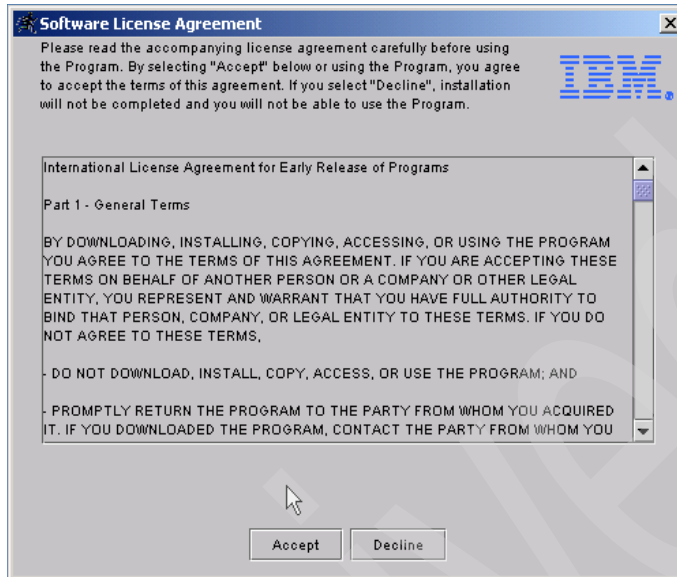 Software License Agreement
Please read the accompanying license agreement carefully before using
the Program. By selecting "Accept" below or using the Program, you agree
to accept the terms of this agreement. If you select "Decline", installation
will not be completed and you will not be able to use the Program.
IBM
International License Agreement for Early Release of Programs
Part 1 - General Terms
BY DOWNLOADING, INSTALLING, COPYING, ACCESSING, OR USING THE PROGRAM
YOU AGREE TO THE TERMS OF THIS AGREEMENT. IF YOU ARE ACCEPTING THESE
TERMS ON BEHALF OF ANOTHER PERSON OR A COMPANY OR OTHER LEGAL
ENTITY, YOU REPRESENT AND WARRANT THAT YOU HAVE FULL AUTHORITY TO
BIND THAT PERSON, COMPANY, OR LEGAL ENTITY TO THESE TERMS. IF YOU DO
NOT AGREE TO THESE TERMS,
- DO NOT DOWNLOAD, INSTALL, COPY, ACCESS, OR USE THE PROGRAM; AND
- PROMPTLY RETURN THE PROGRAM TO THE PARTY FROM WHOM YOU ACQUIRED
IT. IF YOU DOWNLOADED THE PROGRAM, CONTACT THE PARTY FROM WHOM YOU
Accept Decline